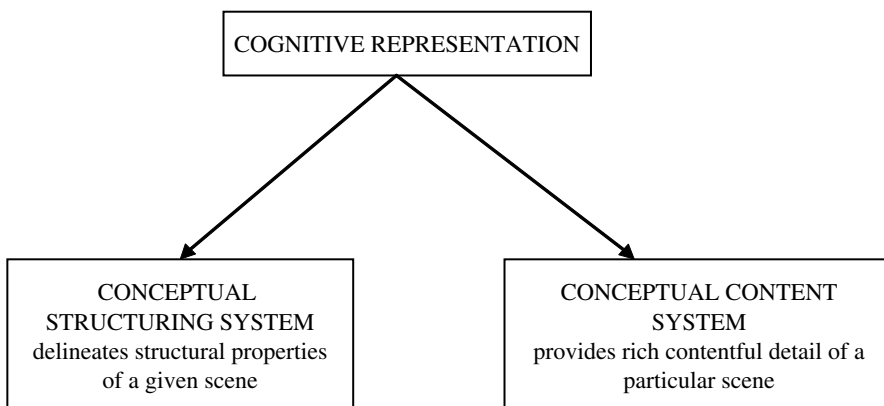 COGNITIVE REPRESENTATION
CONCEPTUAL
STRUCTURING SYSTEM
delineates structural properties
of a given scene
CONCEPTUAL CONTENT
SYSTEM
provides rich contentful detail of a
particular scene